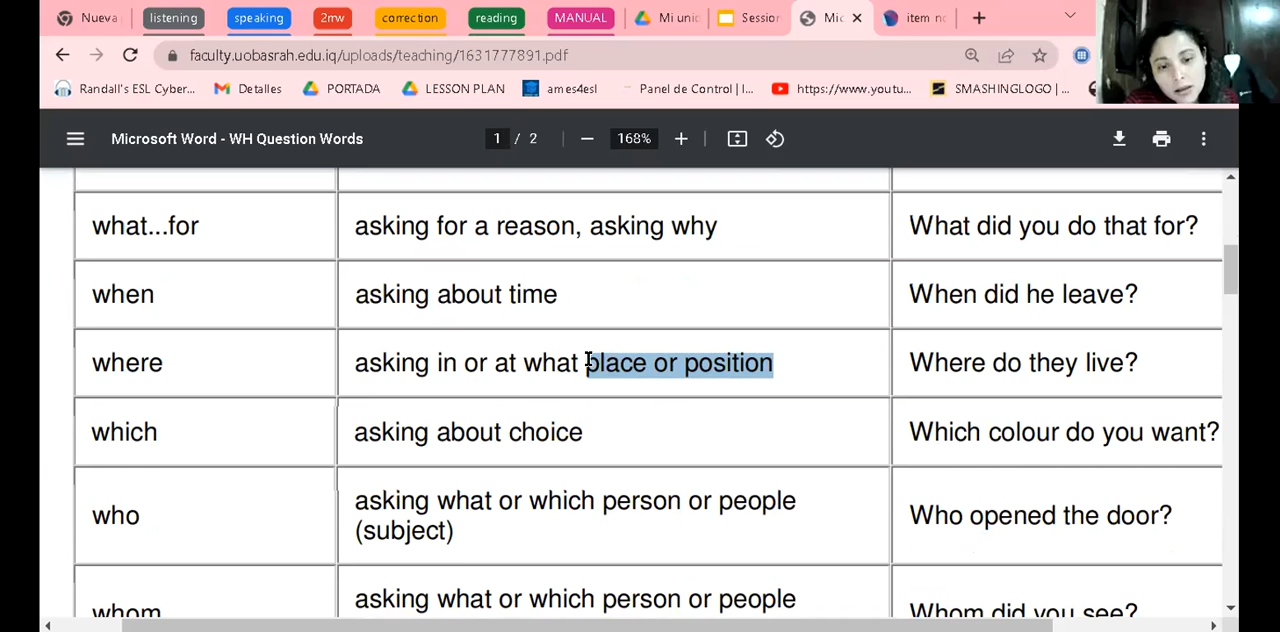 Nueva
listening
speaking
2mw
correction
reading
MANUAL
Mi uni
Session
Mic
item no
faculty.uobasrah.edu.iq/uploads/teaching/1631777891.pdf
Randall's ESL Cyber...
Detalles
PORTADA
LESSON PLAN
ames4esl
Panel de Control | I...
https://www.youtu...
SMASHINGLOGO | ...
Microsoft Word - WH Question Words
1 / 2
168%
what...for
asking for a reason, asking why
What did you do that for?
when
asking about time
When did he leave?
where
asking in or at what place or position
Where do they live?
which
asking about choice
Which colour do you want?
who
asking what or which person or people
(subject)
Who opened the door?
whom
asking what or which person or people
Whom did you see?